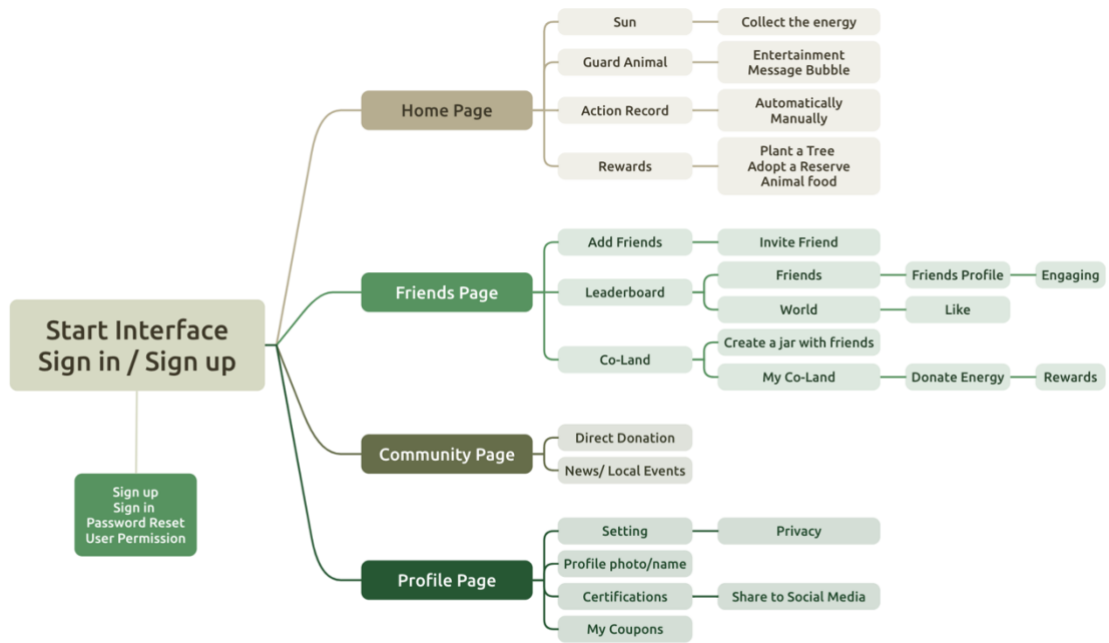 Start Interface
Sign in / Sign up
Sign up
Sign in
Password Reset
User Permission
Home Page
Sun
Collect the energy
Guard Animal
Entertainment
Message Bubble
Action Record
Automatically
Manually
Rewards
Plant a Tree
Adopt a Reserve
Animal food
Friends Page
Add Friends
Invite Friend
Leaderboard
Friends
Friends Profile
Engaging
World
Like
Co-Land
Create a jar with friends
My Co-Land
Donate Energy
Rewards
Community Page
Direct Donation
News/ Local Events
Profile Page
Setting
Privacy
Profile photo/name
Certifications
Share to Social Media
My Coupons